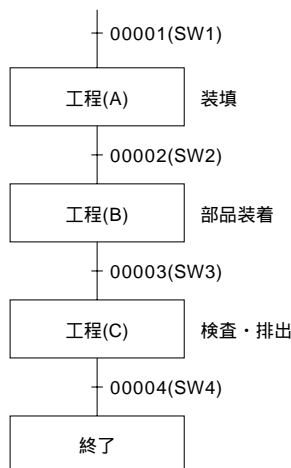 00001(SW1)
工程(A) 装填
00002(SW2)
工程(B) 部品装着
00003(SW3)
工程(C) 検査・排出
00004(SW4)
終了